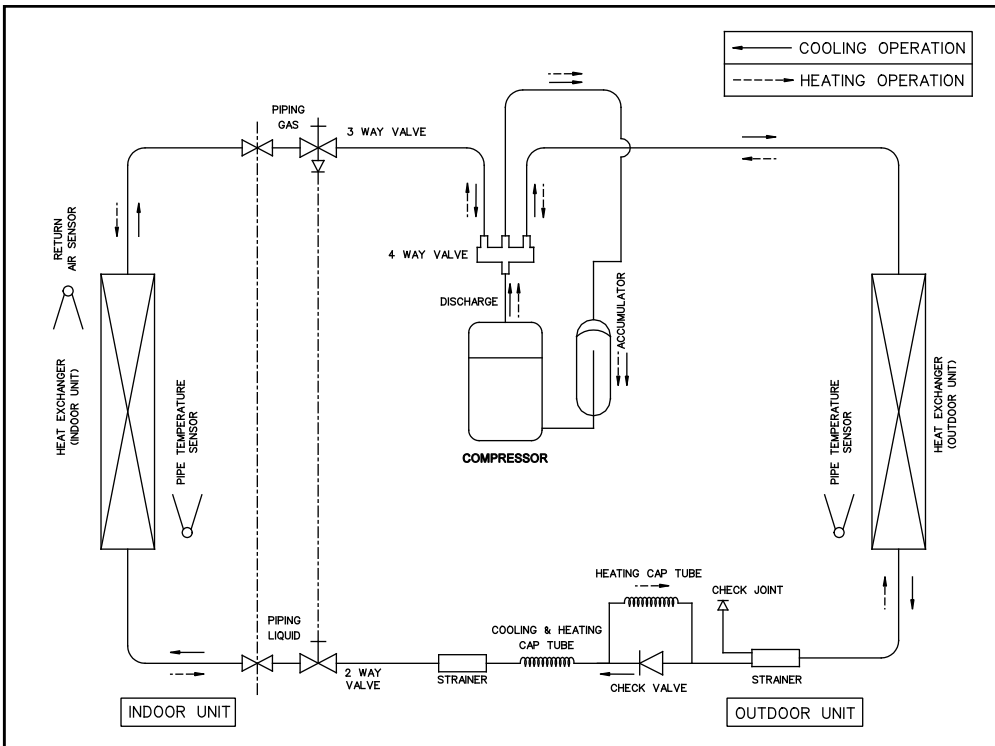 COOLING OPERATION
HEATING OPERATION
PIPING
GAS
3 WAY VALVE
RETURN
AIR SENSOR
4 WAY VALVE
DISCHARGE
ACCUMULATOR
HEAT EXCHANGER
(INDOOR UNIT)
PIPE TEMPERATURE
SENSOR
COMPRESSOR
PIPE TEMPERATURE
SENSOR
HEAT EXCHANGER
(OUTDOOR UNIT)
HEATING CAP TUBE
CHECK JOINT
PIPING
LIQUID
COOLING & HEATING
CAP TUBE
2 WAY
VALVE
STRAINER
CHECK VALVE
STRAINER
INDOOR UNIT
OUTDOOR UNIT